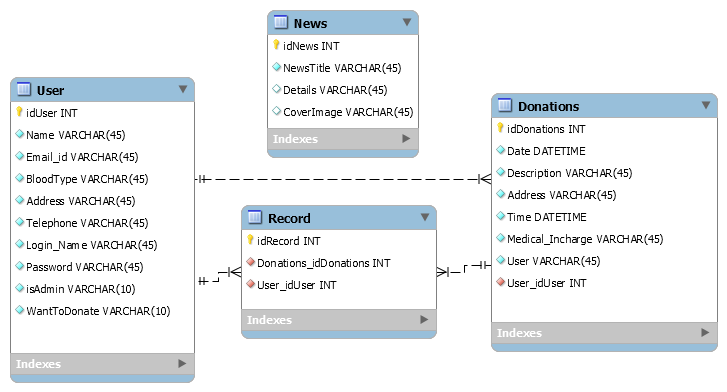 News
idNews INT
NewsTitle VARCHAR(45)
Details VARCHAR(45)
CoverImage VARCHAR(45)
Indexes
User
idUser INT
Name VARCHAR(45)
Email_id VARCHAR(45)
BloodType VARCHAR(45)
Address VARCHAR(45)
Telephone VARCHAR(45)
Login_Name VARCHAR(45)
Password VARCHAR(45)
isAdmin VARCHAR(10)
WantToDonate VARCHAR(10)
Indexes
Donations
idDonations INT
Date DATETIME
Description VARCHAR(45)
Address VARCHAR(45)
Time DATETIME
Medical_Incharge VARCHAR(45)
User VARCHAR(45)
User_idUser INT
Indexes
Record
idRecord INT
Donations_idDonations INT
User_idUser INT
Indexes